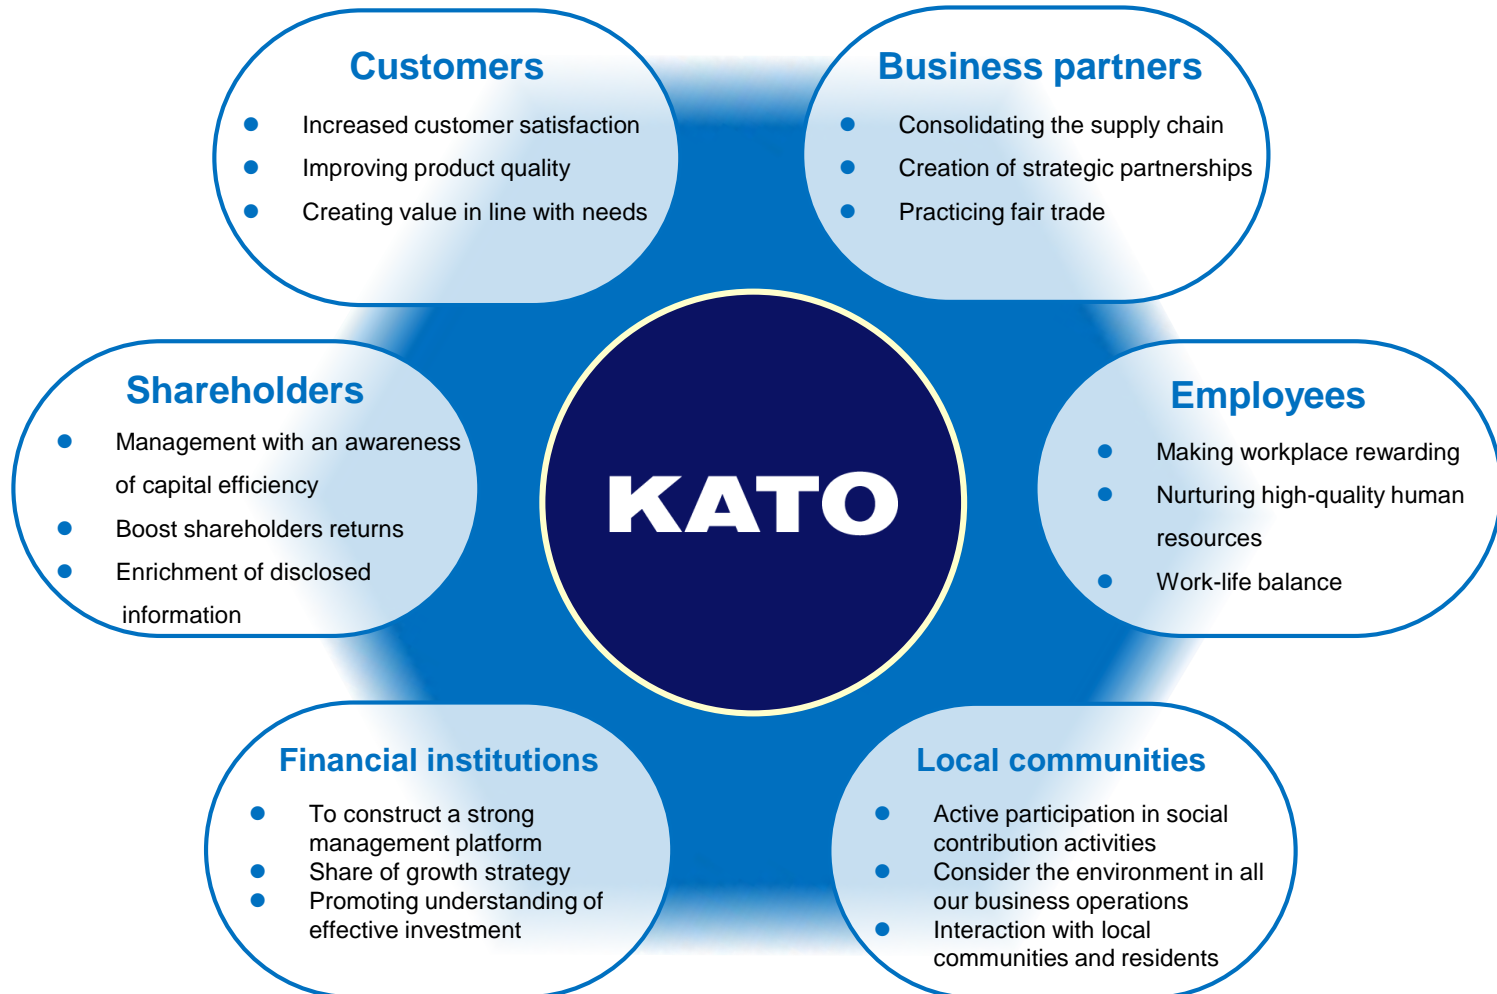 Customers
● Increased customer satisfaction
● Improving product quality
● Creating value in line with needs
Business partners
● Consolidating the supply chain
● Creation of strategic partnerships
● Practicing fair trade
Shareholders
● Management with an awareness
of capital efficiency
● Boost shareholders returns
● Enrichment of disclosed
information
KATO
Employees
● Making workplace rewarding
● Nurturing high-quality human
resources
● Work-life balance
Financial institutions
● To construct a strong
management platform
● Share of growth strategy
● Promoting understanding of
effective investment
Local communities
● Active participation in social
contribution activities
● Consider the environment in all
our business operations
● Interaction with local
communities and residents